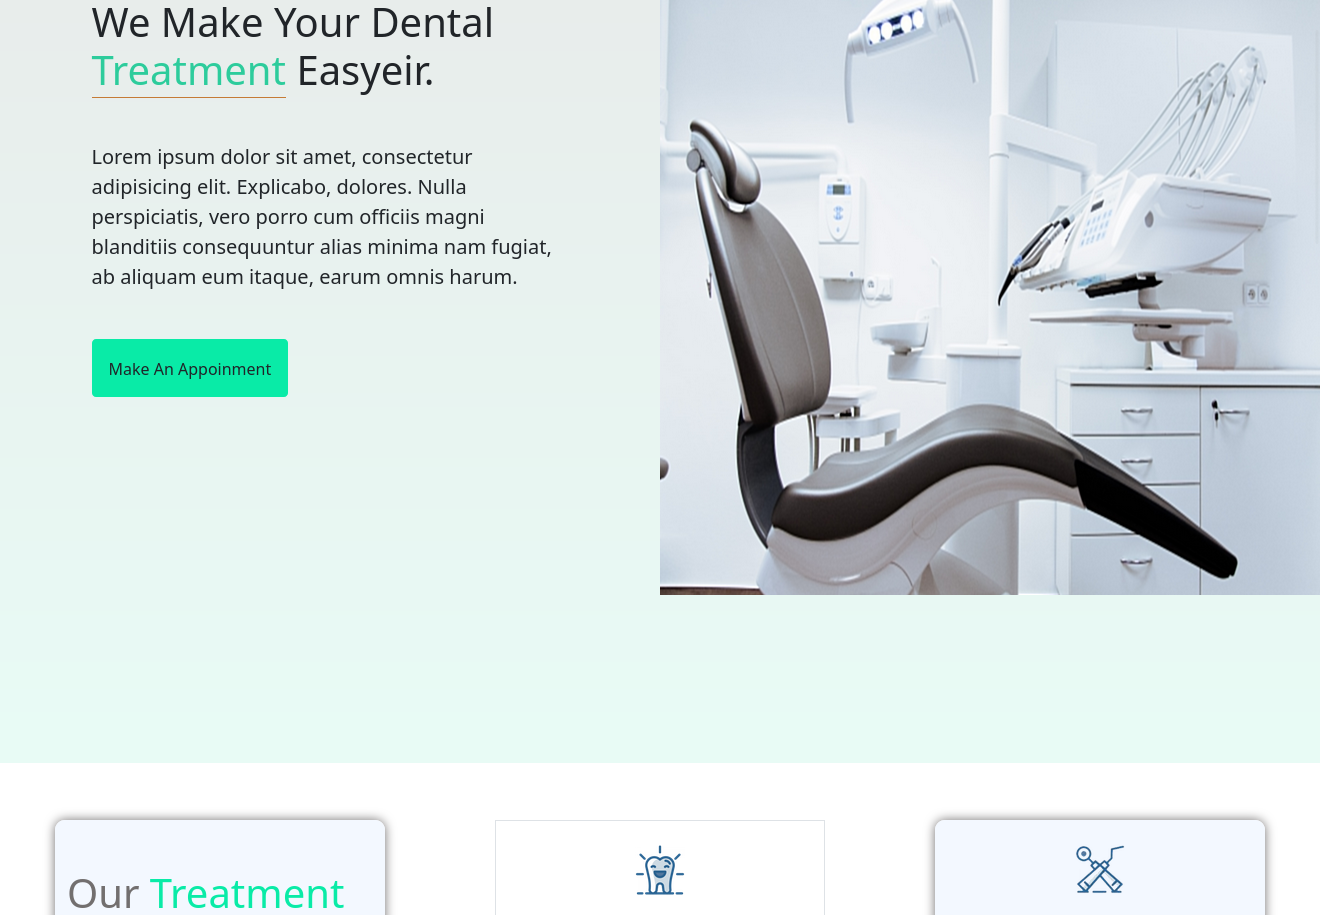 We Make Your Dental
Treatment Easyeir.
Lorem ipsum dolor sit amet, consectetur
adipisicing elit. Explicabo, dolores. Nulla
perspiciatis, vero porro cum officiis magni
blanditiis consequuntur alias minima nam fugiat,
ab aliquam eum itaque, earum omnis harum.
Make An Appoinment
Our Treatment